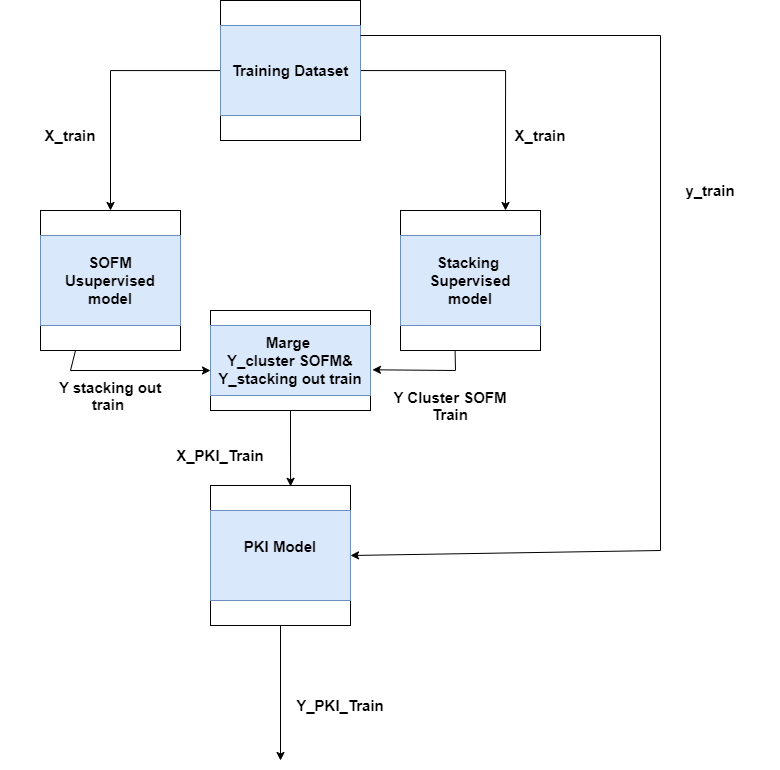 Training Dataset
X_train
X_train
y_train
SOFM
Usupervised
model
Stacking
Supervised
model
Marge
Y_cluster SOFM&
Y_stacking out train
Y stacking out
train
Y Cluster SOFM
Train
X_PKI_Train
PKI Model
Y_PKI_Train